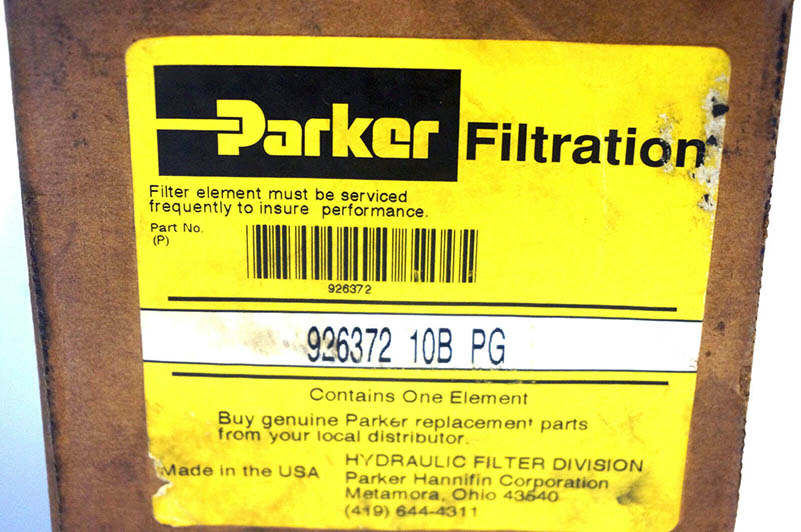 Parker Filtration
Filter element must be serviced
frequently to insure performance.
Part No.
(P)
926372
926372 10B PG
Contains One Element
Buy genuine Parker replacement parts
from your local distributor.
Made in the USA
HYDRAULIC FILTER DIVISION
Parker Hannifin Corporation
Metamora, Ohio 43540
(419) 644-4311